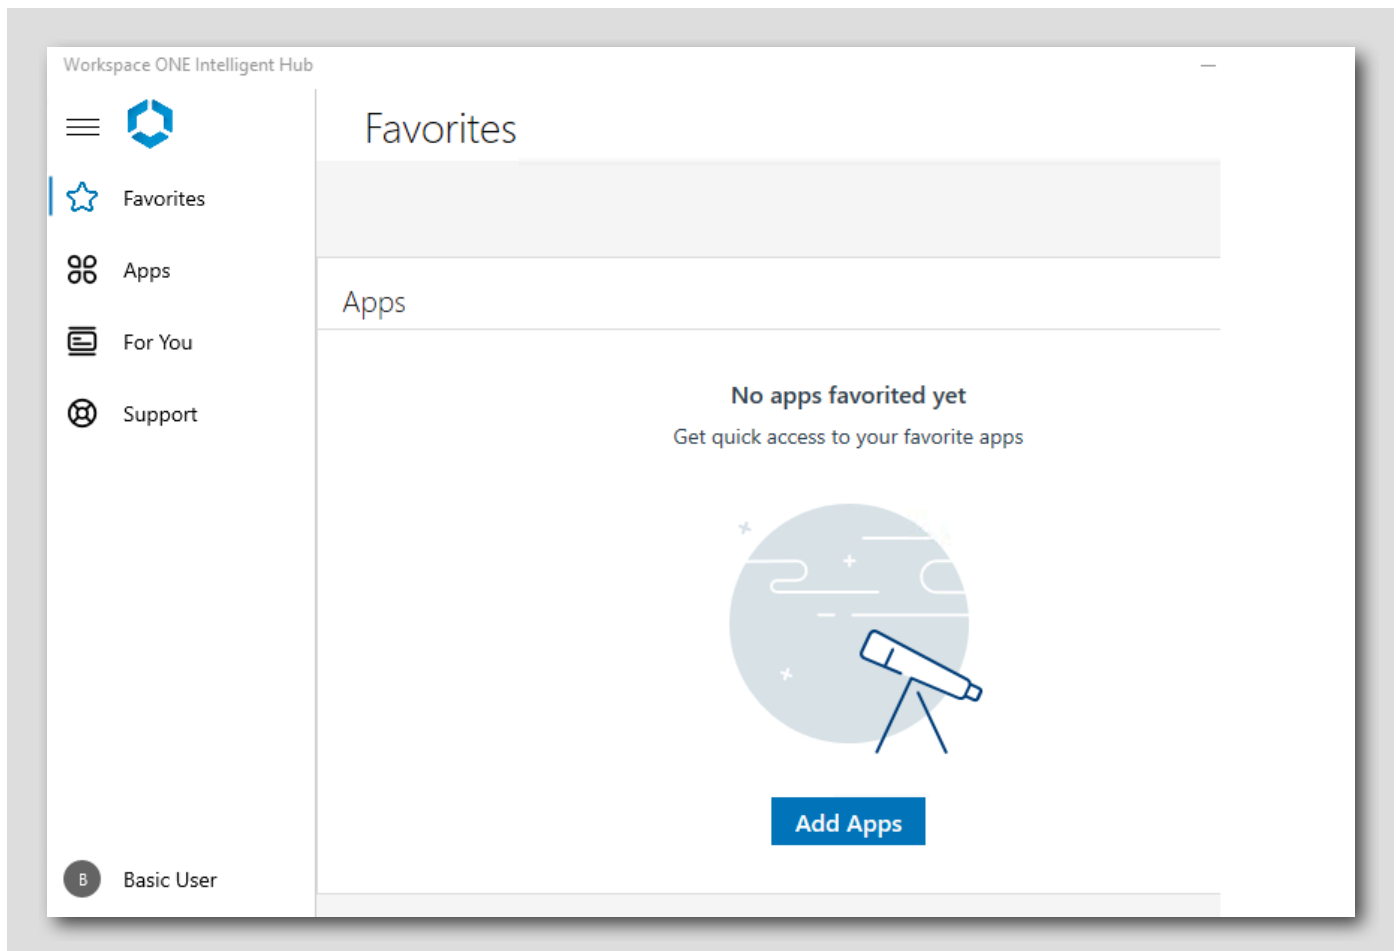 Workspace ONE Intelligent Hub
Favorites
Favorites
Apps
For You
Support
Apps
No apps favorited yet
Get quick access to your favorite apps
Add Apps
B
Basic User